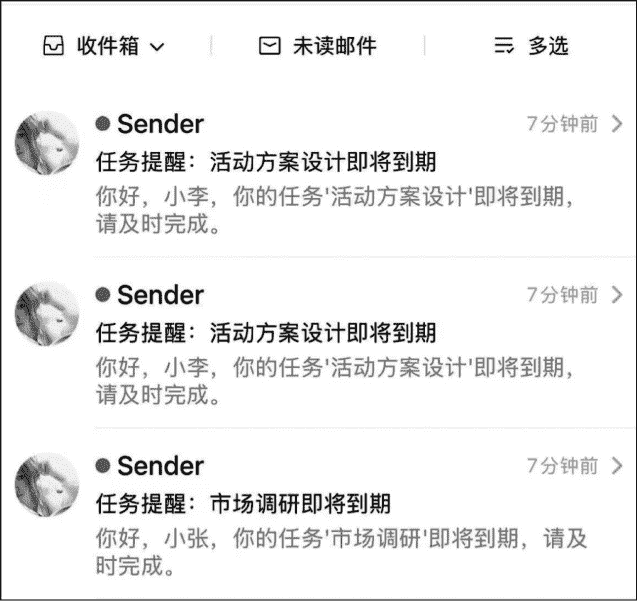 收件箱 未读邮件 多选
Sender 7分钟前
任务提醒：活动方案设计即将到期
你好，小李，你的任务'活动方案设计'即将到期，
请及时完成。
Sender 7分钟前
任务提醒：活动方案设计即将到期
你好，小李，你的任务'活动方案设计'即将到期，
请及时完成。
Sender 7分钟前
任务提醒：市场调研即将到期
你好，小张，你的任务'市场调研'即将到期，请及
时完成。